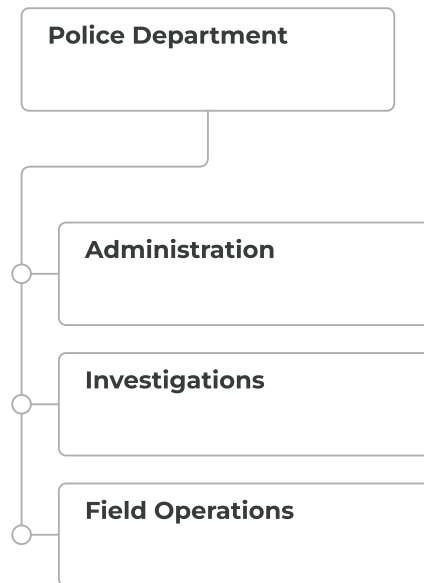 Police Department
Administration
Investigations
Field Operations